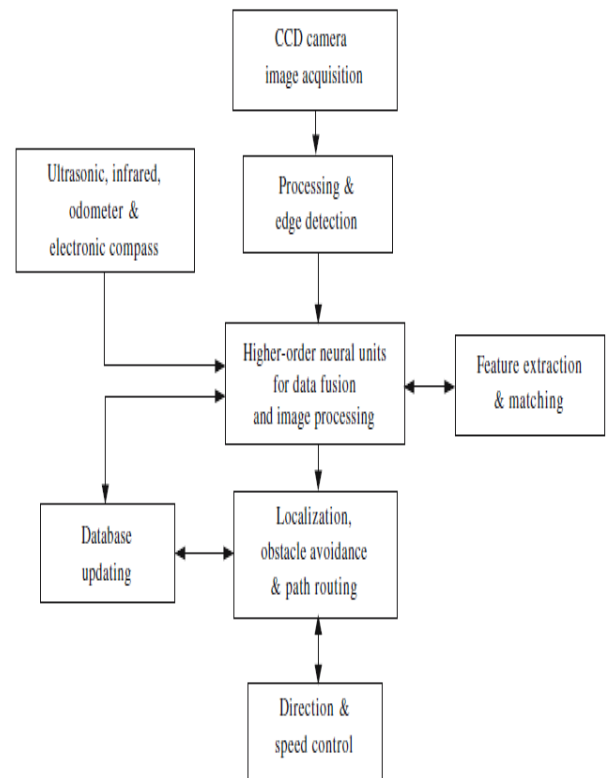 CCD camera
image acquisition
Ultrasonic, infrared,
odometer &
electronic compass
Processing &
edge detection
Higher-order neural units
for data fusion
and image processing
Feature extraction
& matching
Database
updating
Localization,
obstacle avoidance
& path routing
Direction &
speed control